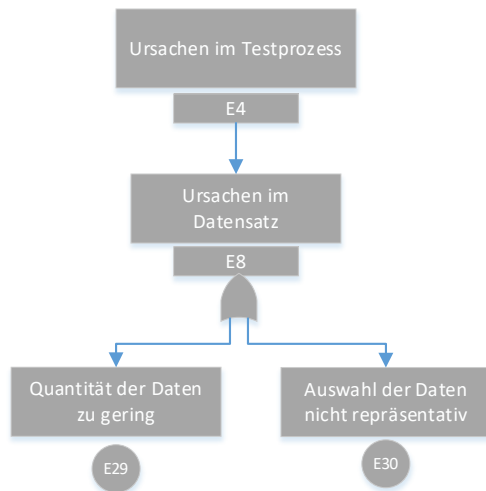 Ursachen im Testprozess
E4
Ursachen im
Datensatz
E8
Quantität der Daten
zu gering
E29
Auswahl der Daten
nicht repräsentativ
E30